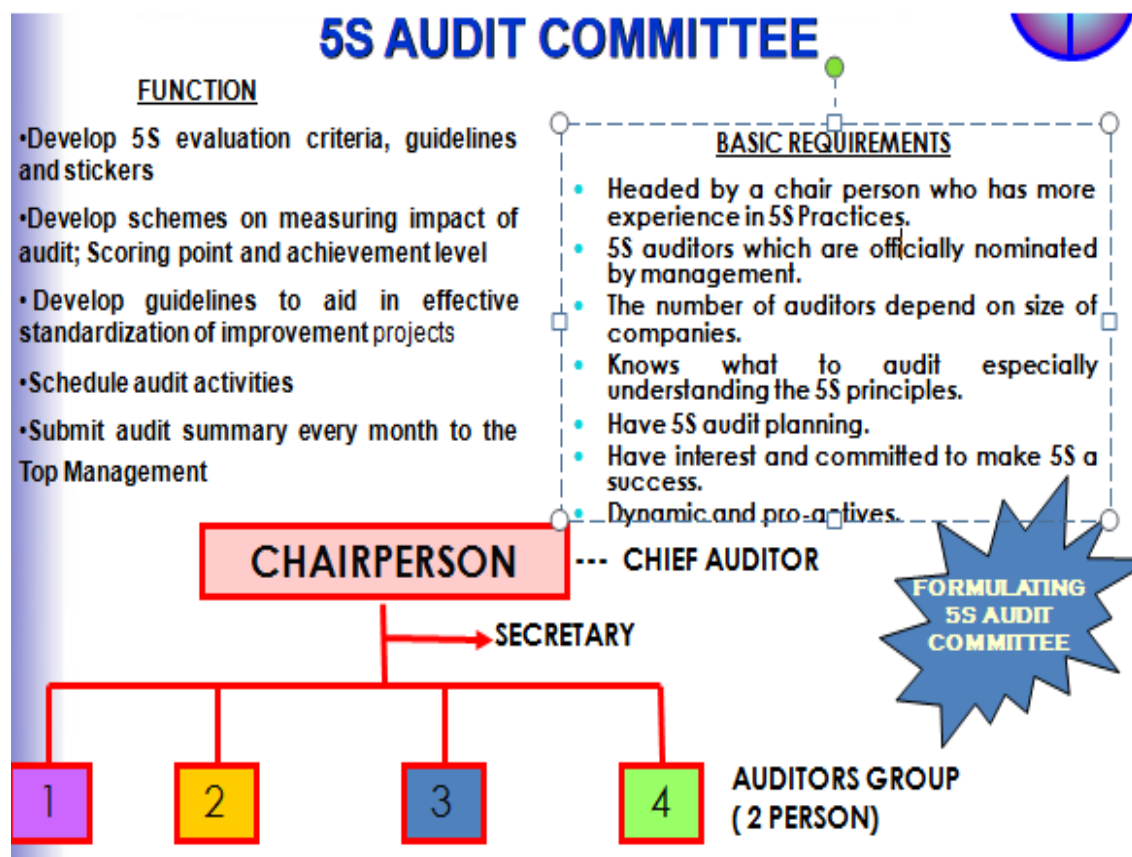 5S AUDIT COMMITTEE
FUNCTION
•Develop 5S evaluation criteria, guidelines
and stickers
•Develop schemes on measuring impact of
audit; Scoring point and achievement level
• Develop guidelines to aid in effective
standardization of improvement projects
•Schedule audit activities
•Submit audit summary every month to the
Top Management
BASIC REQUIREMENTS
• Headed by a chair person who has more
experience in 5S Practices.
• 5S auditors which are officially nominated
by management.
• The number of auditors depend on size of
companies.
• Knows what to audit especially
understanding the 5S principles.
• Have 5S audit planning.
• Have interest and committed to make 5S a
success.
• Dynamic and pro-actives.
CHAIRPERSON
--- CHIEF AUDITOR
SECRETARY
FORMULATING
5S AUDIT
COMMITTEE
1
2
3
4
AUDITORS GROUP
( 2 PERSON)